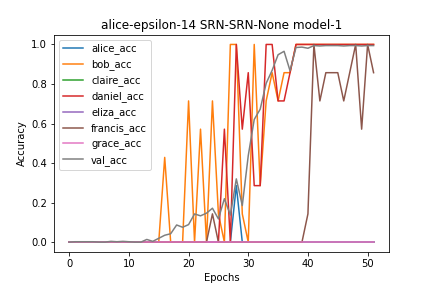 alice-epsilon-14 SRN-SRN-None model-1
alice_acc
bob_acc
claire_acc
daniel_acc
eliza_acc
francis_acc
grace_acc
val_acc
Accuracy
1.0
0.8
0.6
0.4
0.2
0.0
0 10 20 30 40 50
Epochs